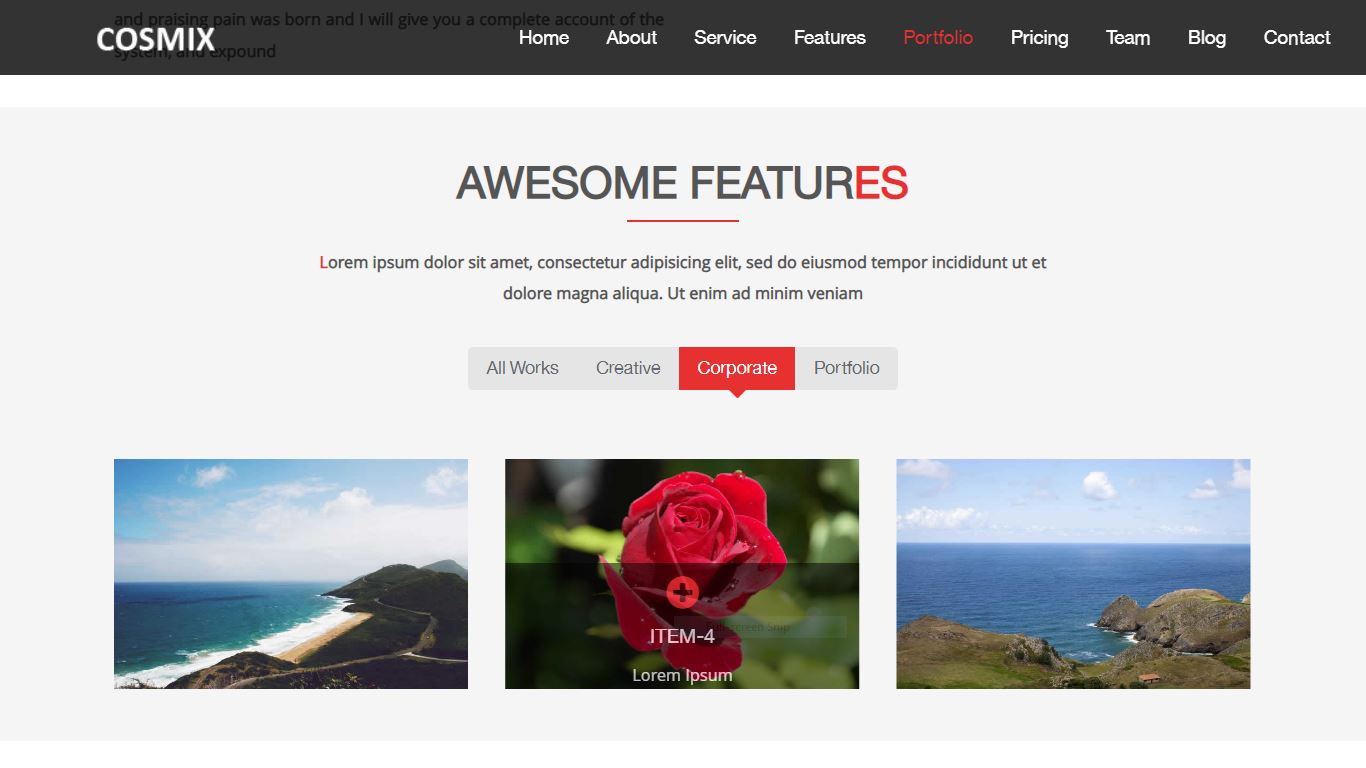 and praising pain was born and I will give you a complete account of the
COSMIX
Home About Service Features Portfolio Pricing Team Blog Contact
system, and expound
AWESOME FEATURES
Lorem ipsum dolor sit amet, consectetur adipisicing elit, sed do eiusmod tempor incididunt ut et
dolore magna aliqua. Ut enim ad minim veniam
All Works Creative Corporate Portfolio
Full-screen Snip
ITEM-4
Lorem Ipsum